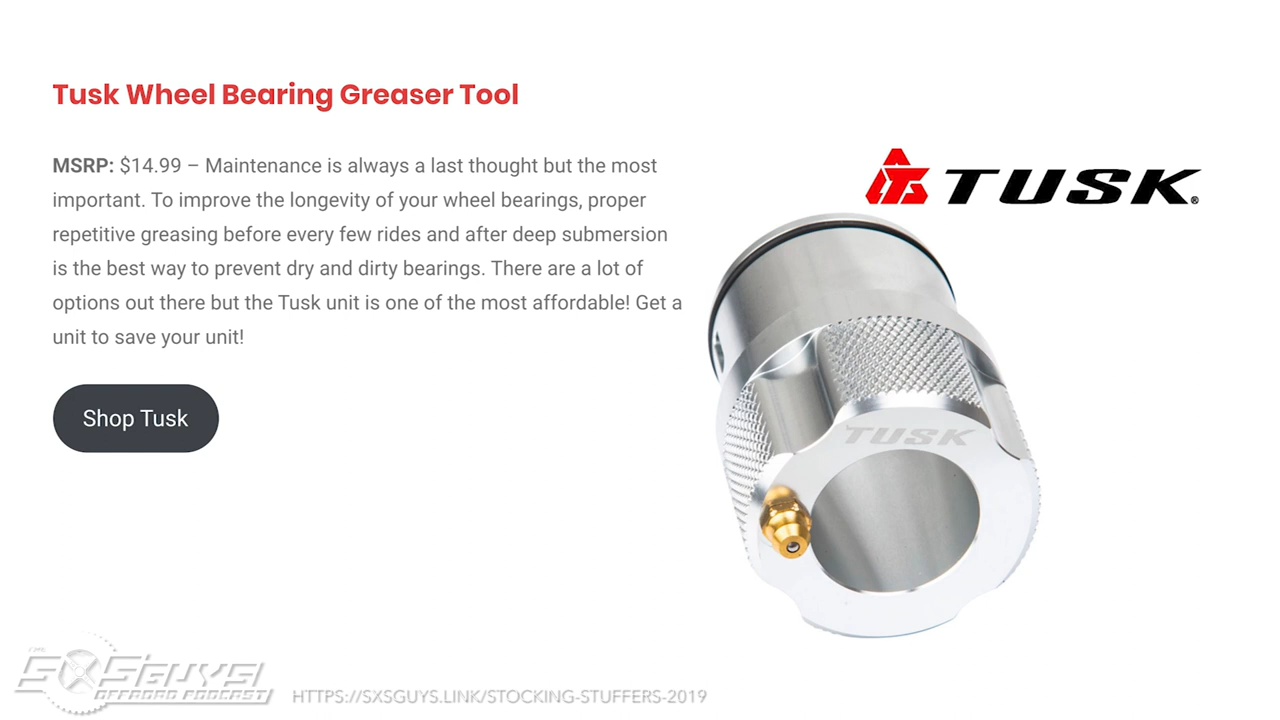 Tusk Wheel Bearing Greaser Tool
MSRP: $14.99 – Maintenance is always a last thought but the most
important. To improve the longevity of your wheel bearings, proper
repetitive greasing before every few rides and after deep submersion
is the best way to prevent dry and dirty bearings. There are a lot of
options out there but the Tusk unit is one of the most affordable! Get a
unit to save your unit!
Shop Tusk
TUSK®
TUSK
THE
SXSGUYS
OFFROAD PODCAST
HTTPS://SXSGUYS.LINK/STOCKING-STUFFERS-2019